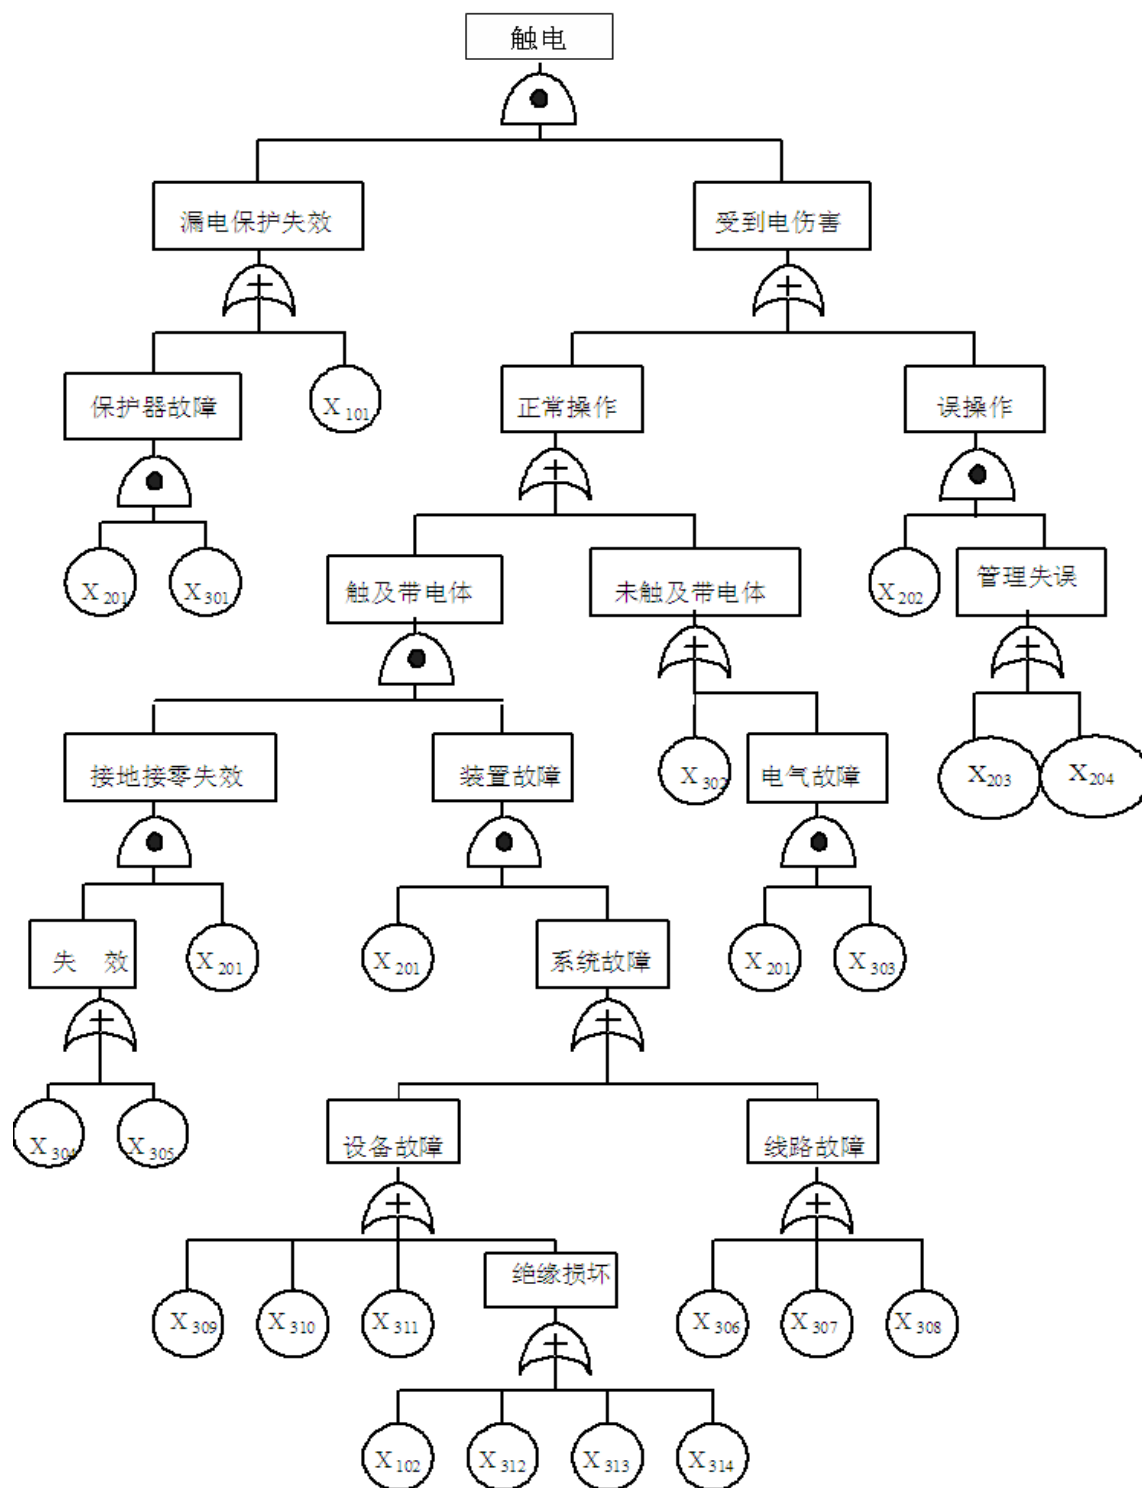 触电
漏电保护失效 受到电伤害
保护器故障 X101 正常操作 误操作
X201 X301 触及带电体 未触及带电体 X202 管理失误
接地接零失效 装置故障 X302 电气故障 X203 X204
失 效 X201 X201 系统故障 X201 X303
X304 X305 设备故障 线路故障
X309 X310 X311 绝缘损坏 X306 X307 X308
X102 X312 X313 X314